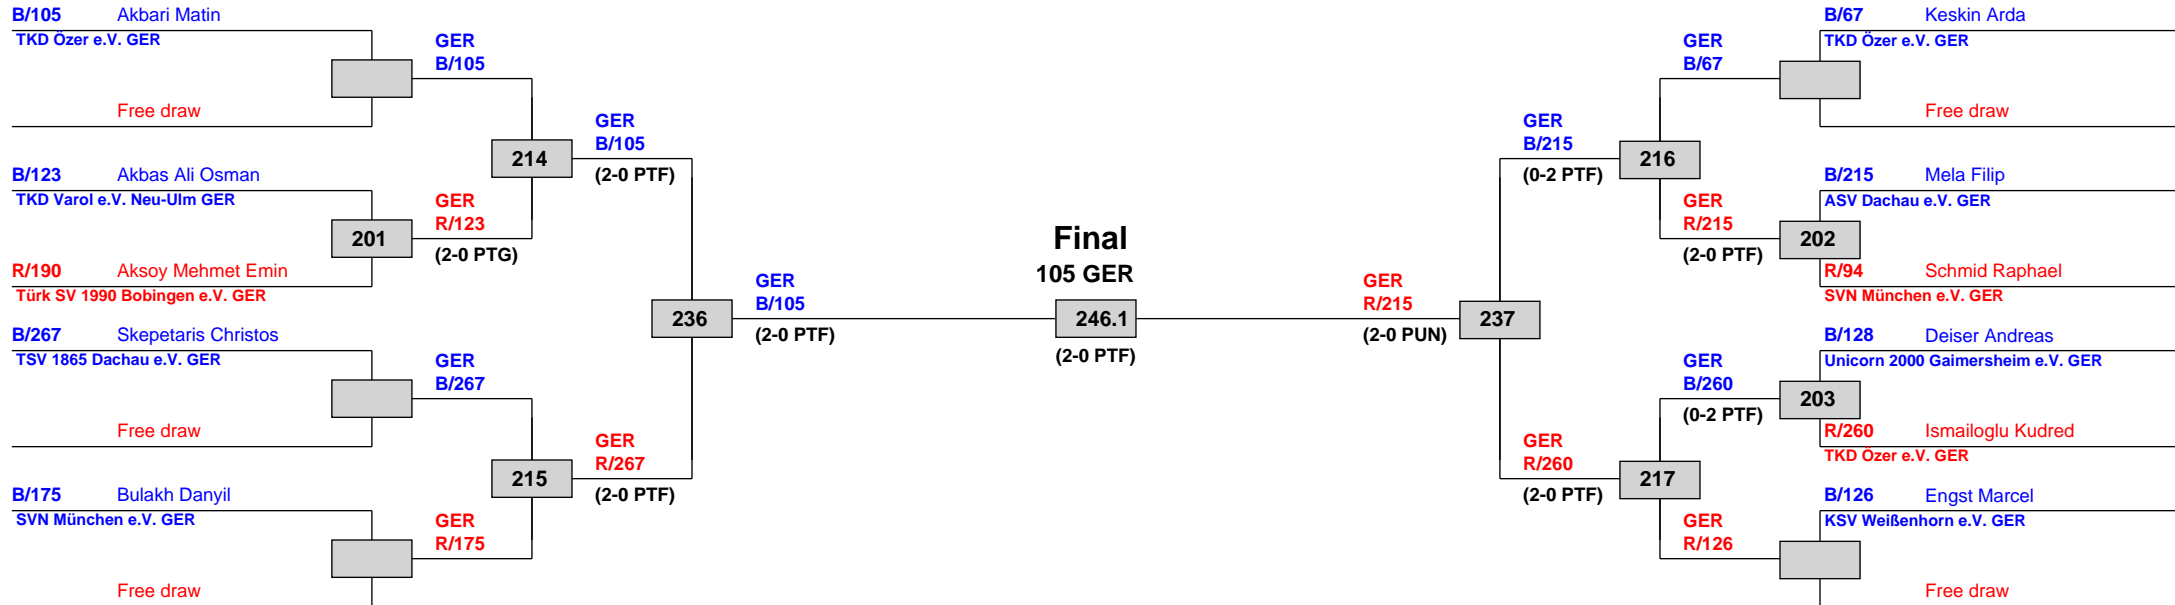 B/105 Akbari Matin
TKD Özer e.V. GER
Free draw
B/123 Akbas Ali Osman
TKD Varol e.V. Neu-Ulm GER
R/190 Aksoy Mehmet Emin
Türk SV 1990 Bobingen e.V. GER
B/267 Skepetaris Christos
TSV 1865 Dachau e.V. GER
Free draw
B/175 Bulakh Danyil
SVN München e.V. GER
Free draw
GER
B/105
201
GER
R/123
(2-0 PTG)
GER
B/267
GER
R/175
214
GER
B/105
(2-0 PTF)
215
GER
R/267
(2-0 PTF)
236
GER
B/105
(2-0 PTF)
Final
105 GER
246.1
(2-0 PTF)
GER
R/215
(2-0 PUN)
237
GER
B/215
(0-2 PTF)
216
GER
R/260
(2-0 PTF)
217
GER
B/67
GER
R/215
(2-0 PTF)
202
GER
B/260
(0-2 PTF)
203
GER
R/126
B/67 Keskin Arda
TKD Özer e.V. GER
Free draw
B/215 Mela Filip
ASV Dachau e.V. GER
R/94 Schmid Raphael
SVN München e.V. GER
B/128 Deiser Andreas
Unicorn 2000 Gaimersheim e.V. GER
R/260 Ismailoglu Kudred
TKD Özer e.V. GER
B/126 Engst Marcel
KSV Weißenhorn e.V. GER
Free draw